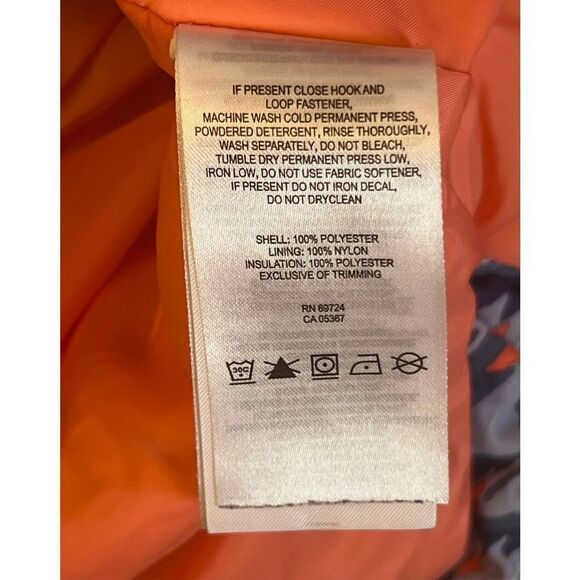 IF PRESENT CLOSE HOOK AND
LOOP FASTENER,
MACHINE WASH COLD PERMANENT PRESS,
POWDERED DETERGENT, RINSE THOROUGHLY,
WASH SEPARATELY, DO NOT BLEACH,
TUMBLE DRY PERMANENT PRESS LOW,
IRON LOW, DO NOT USE FABRIC SOFTENER,
IF PRESENT DO NOT IRON DECAL,
DO NOT DRYCLEAN
SHELL: 100% POLYESTER
LINING: 100% NYLON
INSULATION: 100% POLYESTER
EXCLUSIVE OF TRIMMING
RN 69724
CA 05367
30C